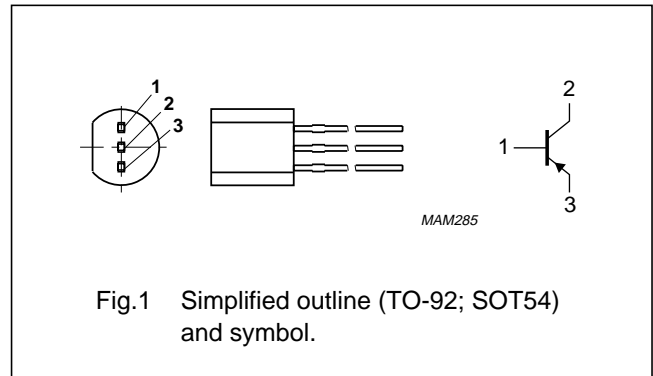 1
2
3
2
1
3
MAM285
Fig.1 Simplified outline (TO-92; SOT54)
and symbol.